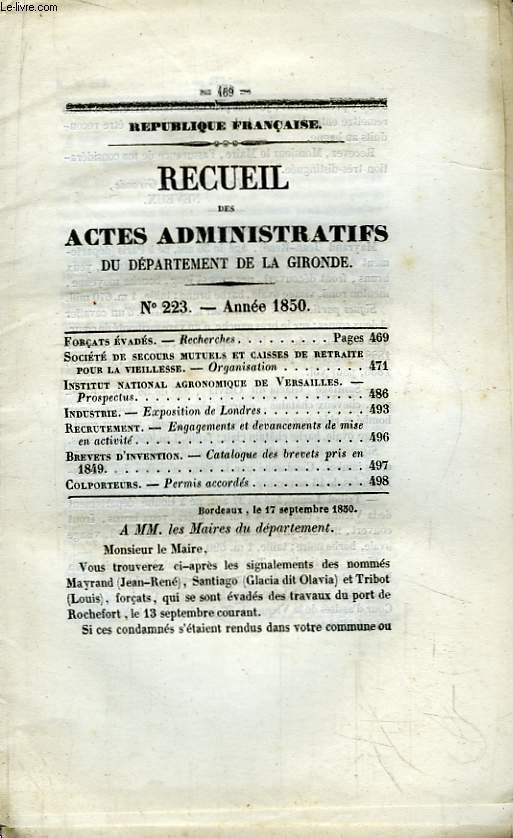 Le-livre.com
— 469 —
REPUBLIQUE FRANÇAISE.
RECUEIL
DES
ACTES ADMINISTRATIFS
DU DÉPARTEMENT DE LA GIRONDE.
N° 223. — Année 1850.
FORÇATS ÉVADÉS. — Recherches. . . . . . . . . . Pages 469
SOCIÉTÉ DE SECOURS MUTUELS ET CAISSES DE RETRAITE
POUR LA VIEILLESSE. — Organisation . . . . . . . . . 471
INSTITUT NATIONAL AGRONOMIQUE DE VERSAILLES. —
Prospectus. . . . . . . . . . . . . . . . . . . . . . 486
INDUSTRIE. — Exposition de Londres . . . . . . . . . . 493
RECRUTEMENT. — Engagements et devancements de mise
en activité. . . . . . . . . . . . . . . . . . . . . . 496
BREVETS D'INVENTION. — Catalogue des brevets pris en
1849. . . . . . . . . . . . . . . . . . . . . . . . . 497
COLPORTEURS. — Permis accordés. . . . . . . . . . . . 498
Bordeaux, le 17 septembre 1850.
A MM. les Maires du département.
Monsieur le Maire,
Vous trouverez ci-après les signalements des nommés
Mayrand (Jean-René), Santiago (Glacia dit Olavia) et Tribot
(Louis), forçats, qui se sont évadés des travaux du port de
Rochefort, le 13 septembre courant.
Si ces condamnés s'étaient rendus dans votre commune ou